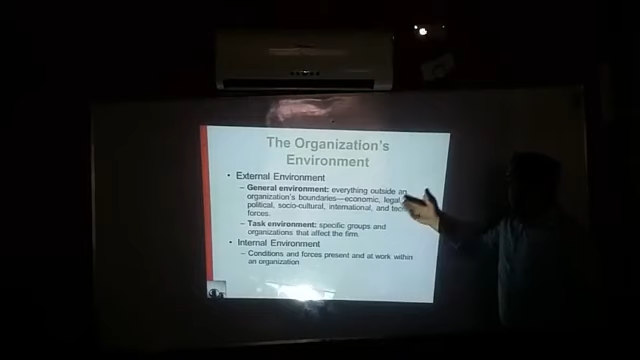 The Organization's
Environment
• External Environment
– General environment: everything outside an
organization's boundaries—economic, legal,
political, socio-cultural, international, and
forces.
– Task environment: specific groups and
organizations that affect the firm.
• Internal Environment
– Conditions and forces present and at work within
an organization